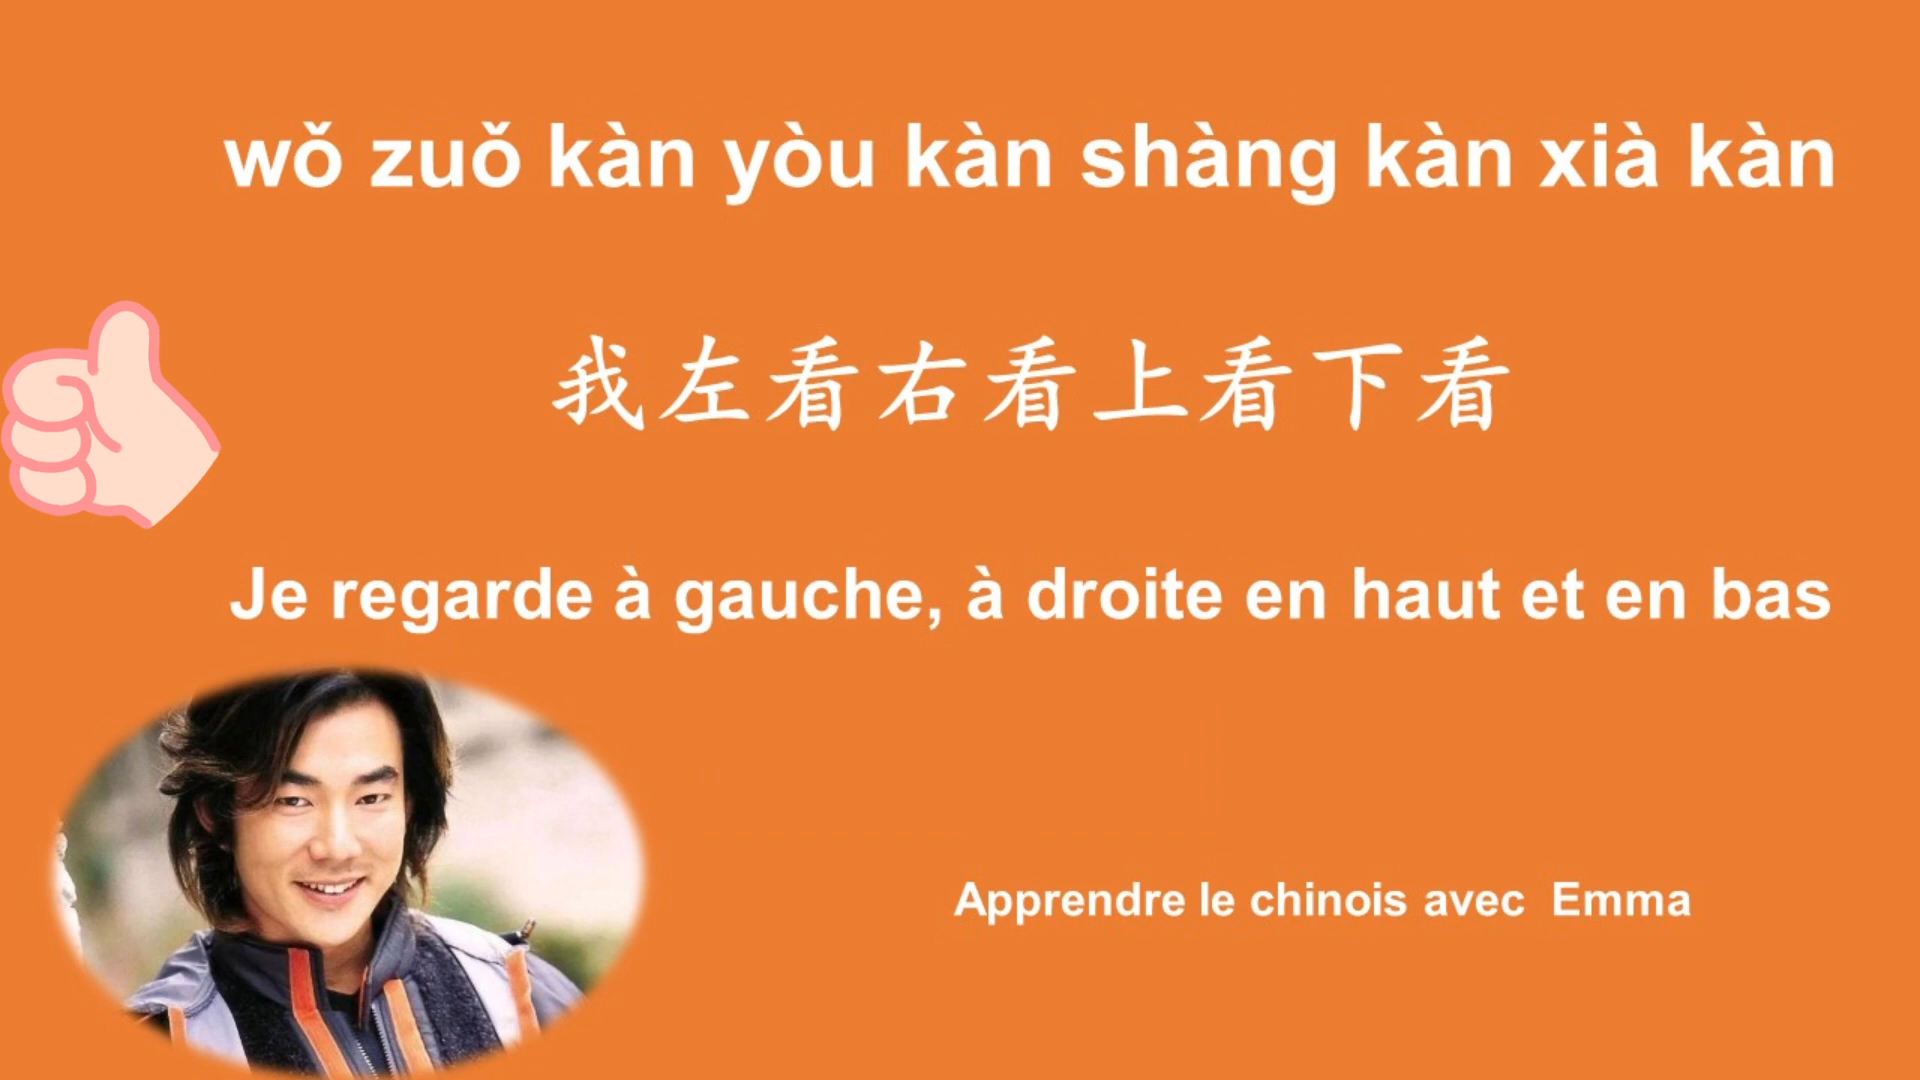 wǒ zuǒ kàn yòu kàn shàng kàn xià kàn
我左看右看上看下看
Je regarde à gauche, à droite en haut et en bas
Apprendre le chinois avec Emma